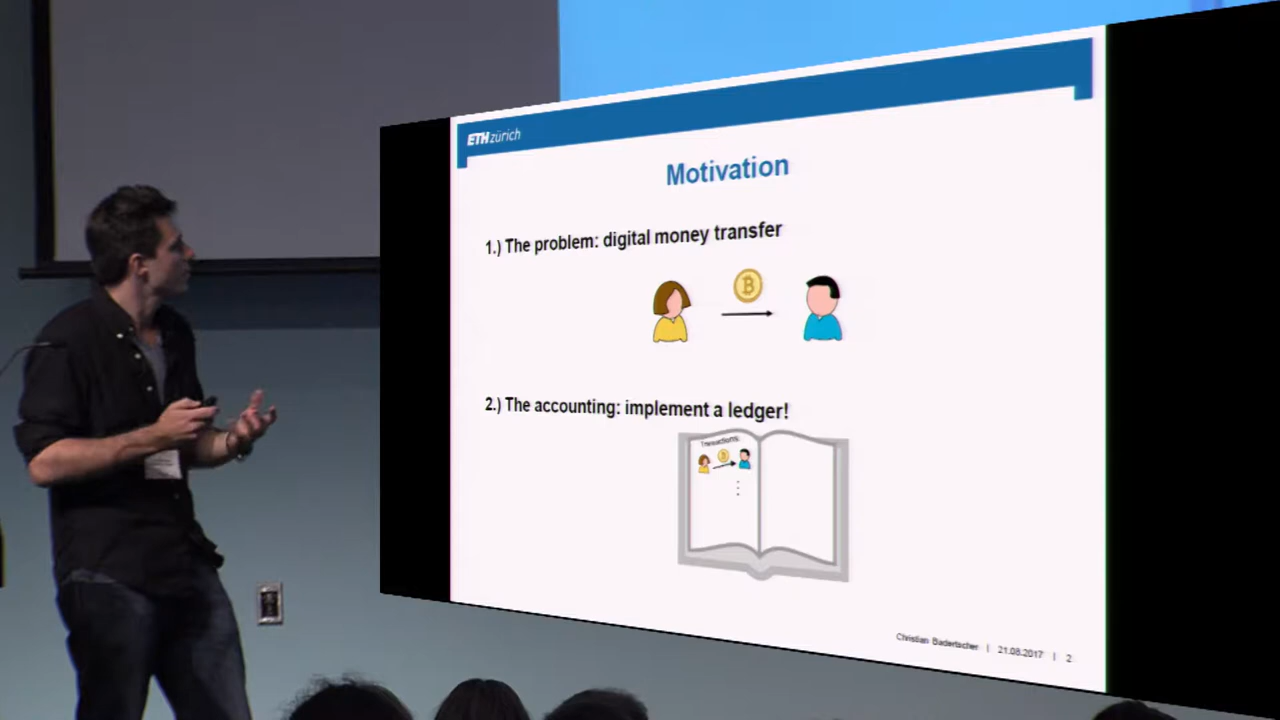 ETH zürich
Motivation
1.) The problem: digital money transfer
2.) The accounting: implement a ledger!
Transactions:
Christian Badertscher | 21.08.2017 | 2